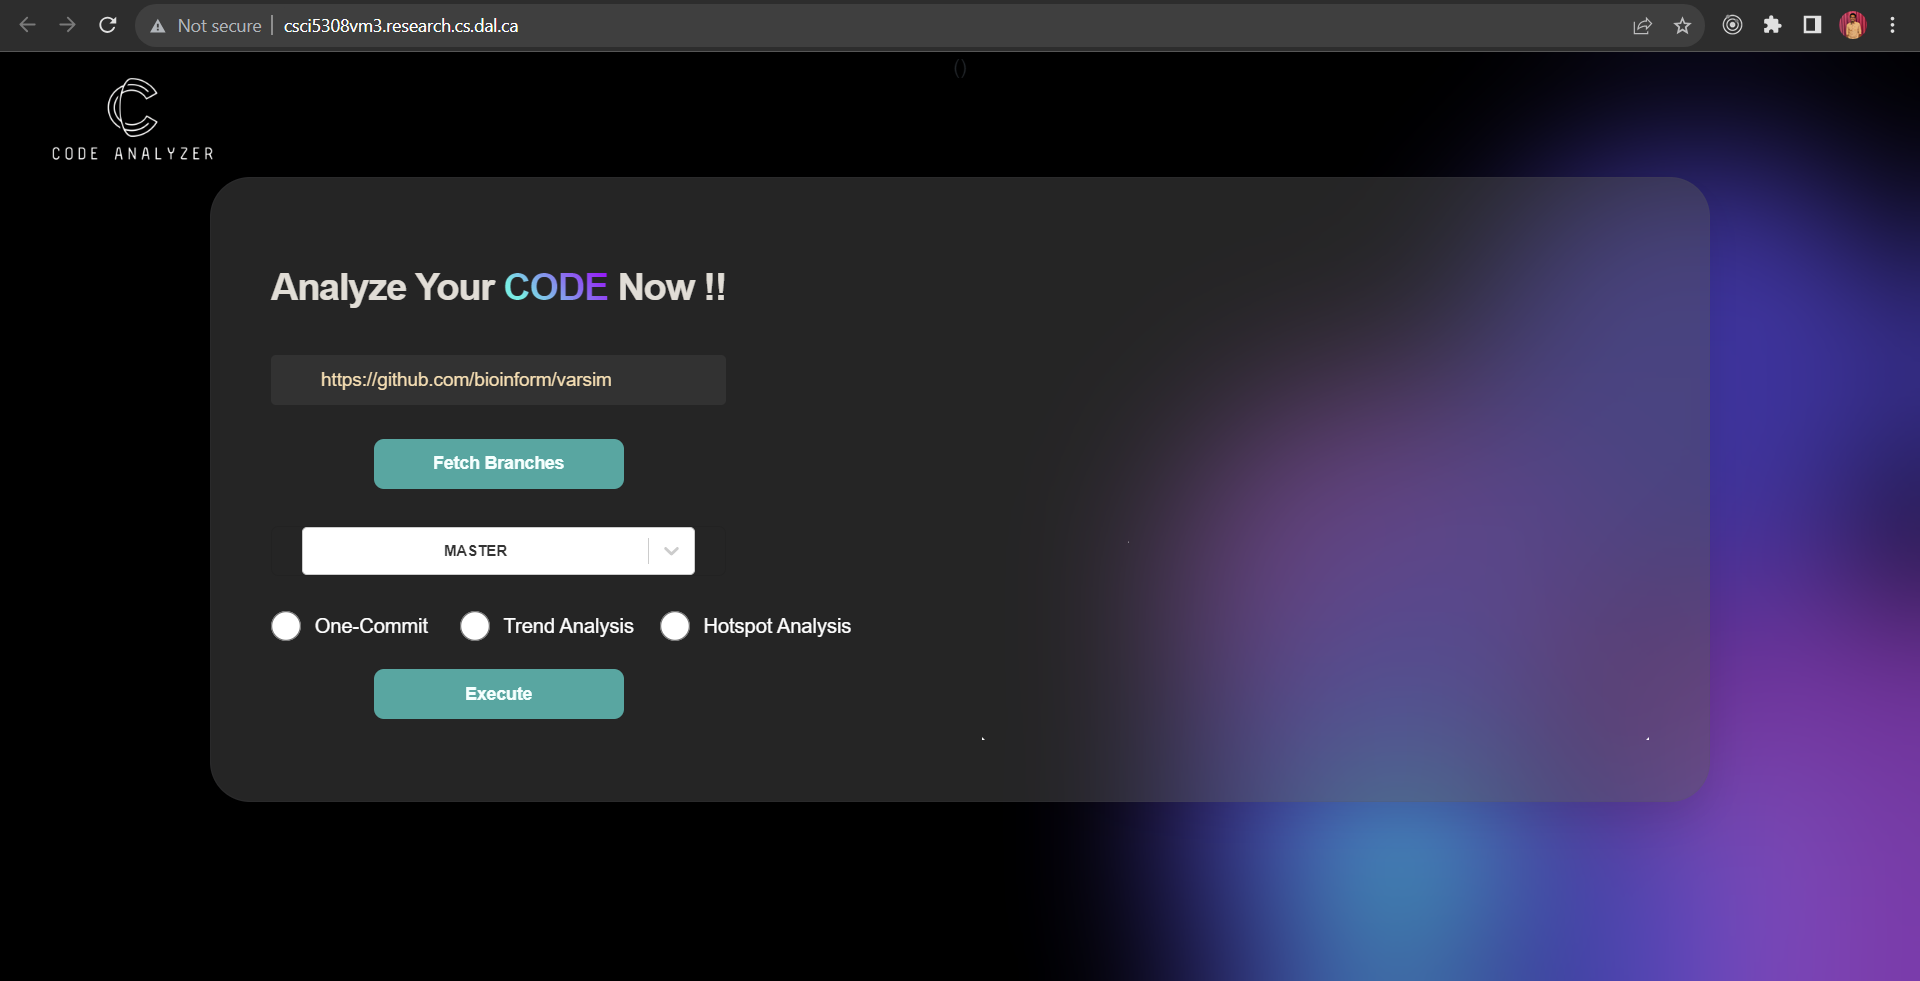 Not secure csci5308vm3.research.cs.dal.ca
()
CODE ANALYZER
Analyze Your CODE Now !!
https://github.com/bioinform/varsim
Fetch Branches
MASTER
One-Commit Trend Analysis Hotspot Analysis
Execute